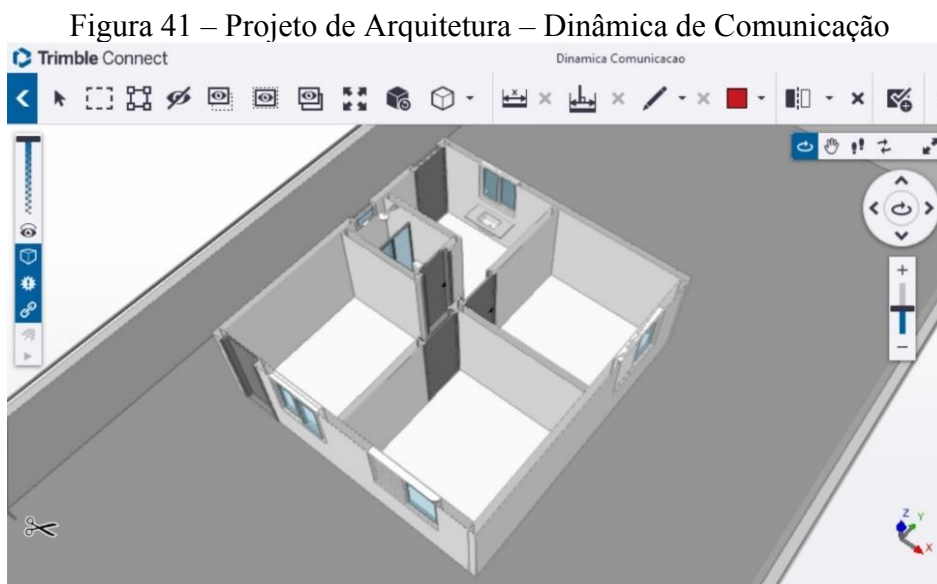 Figura 41 – Projeto de Arquitetura – Dinâmica de Comunicação
Trimble Connect
Dinamica Comunicacao
Z
Y
X